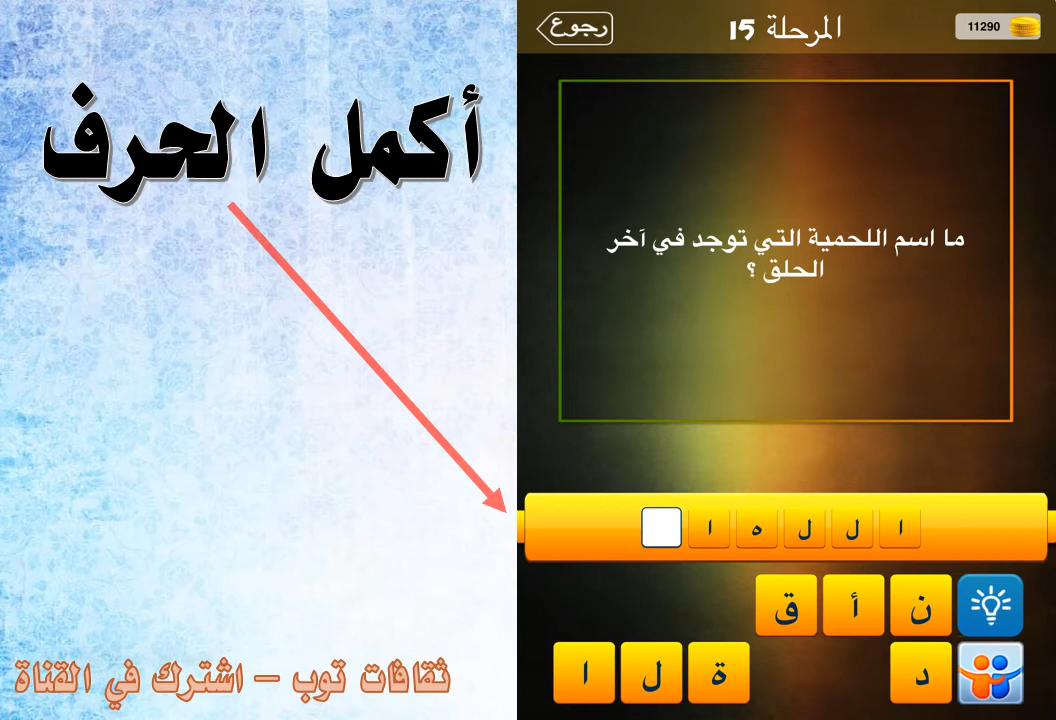 أكمل الحرف
ثقافات توب – اشترك في القناة
رجوع
المرحلة 15
11290
ما اسم اللحمية التي توجد في آخر
الحلق ؟
ا ل ل ه ا
ن أ ق
د ة ل ا